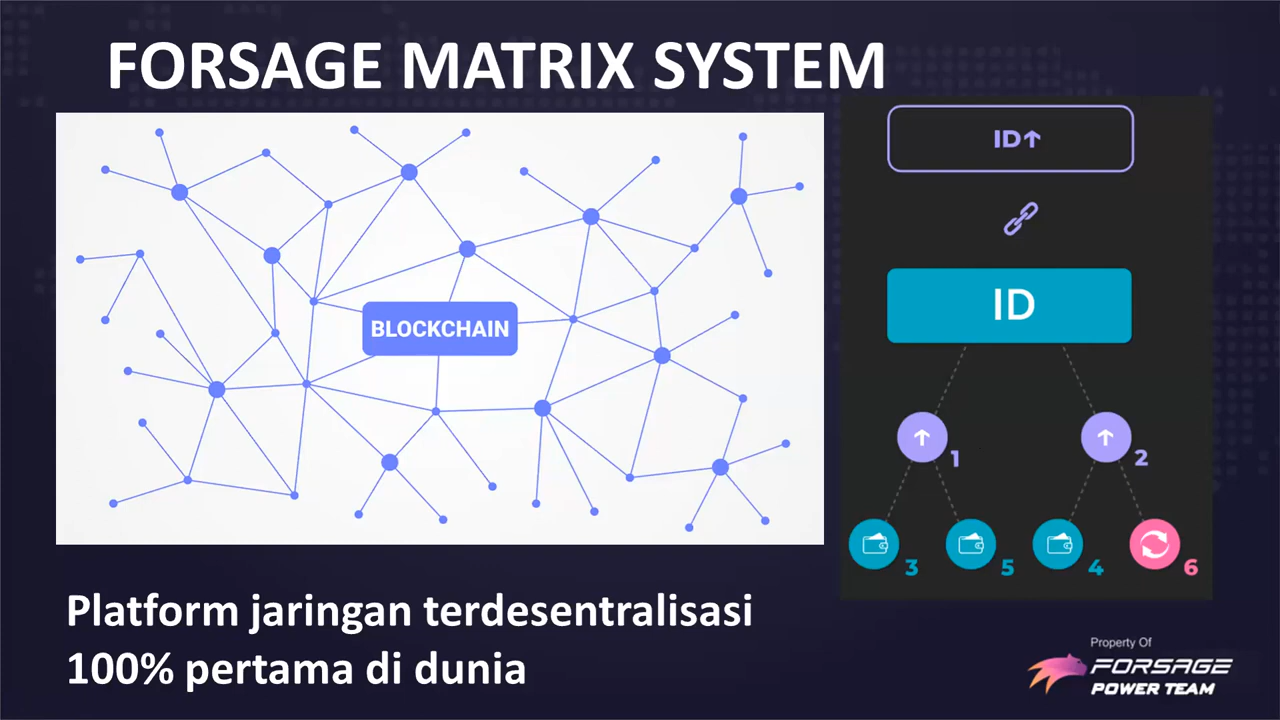 FORSAGE MATRIX SYSTEM
BLOCKCHAIN
ID↑
ID
↑ 1
↑ 2
3
5
4
6
Platform jaringan terdesentralisasi
100% pertama di dunia
Property Of
FORSAGE
POWER TEAM